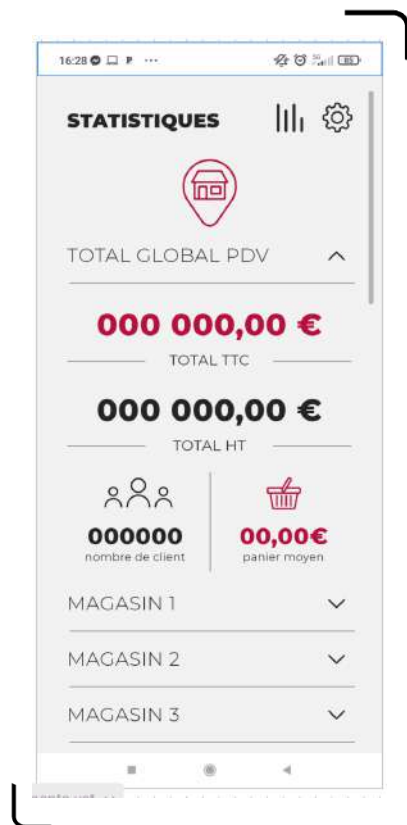 16:28
STATISTIQUES
TOTAL GLOBAL PDV
000 000,00 €
TOTAL TTC
000 000,00 €
TOTAL HT
000000 00,00€
nombre de client panier moyen
MAGASIN 1
MAGASIN 2
MAGASIN 3